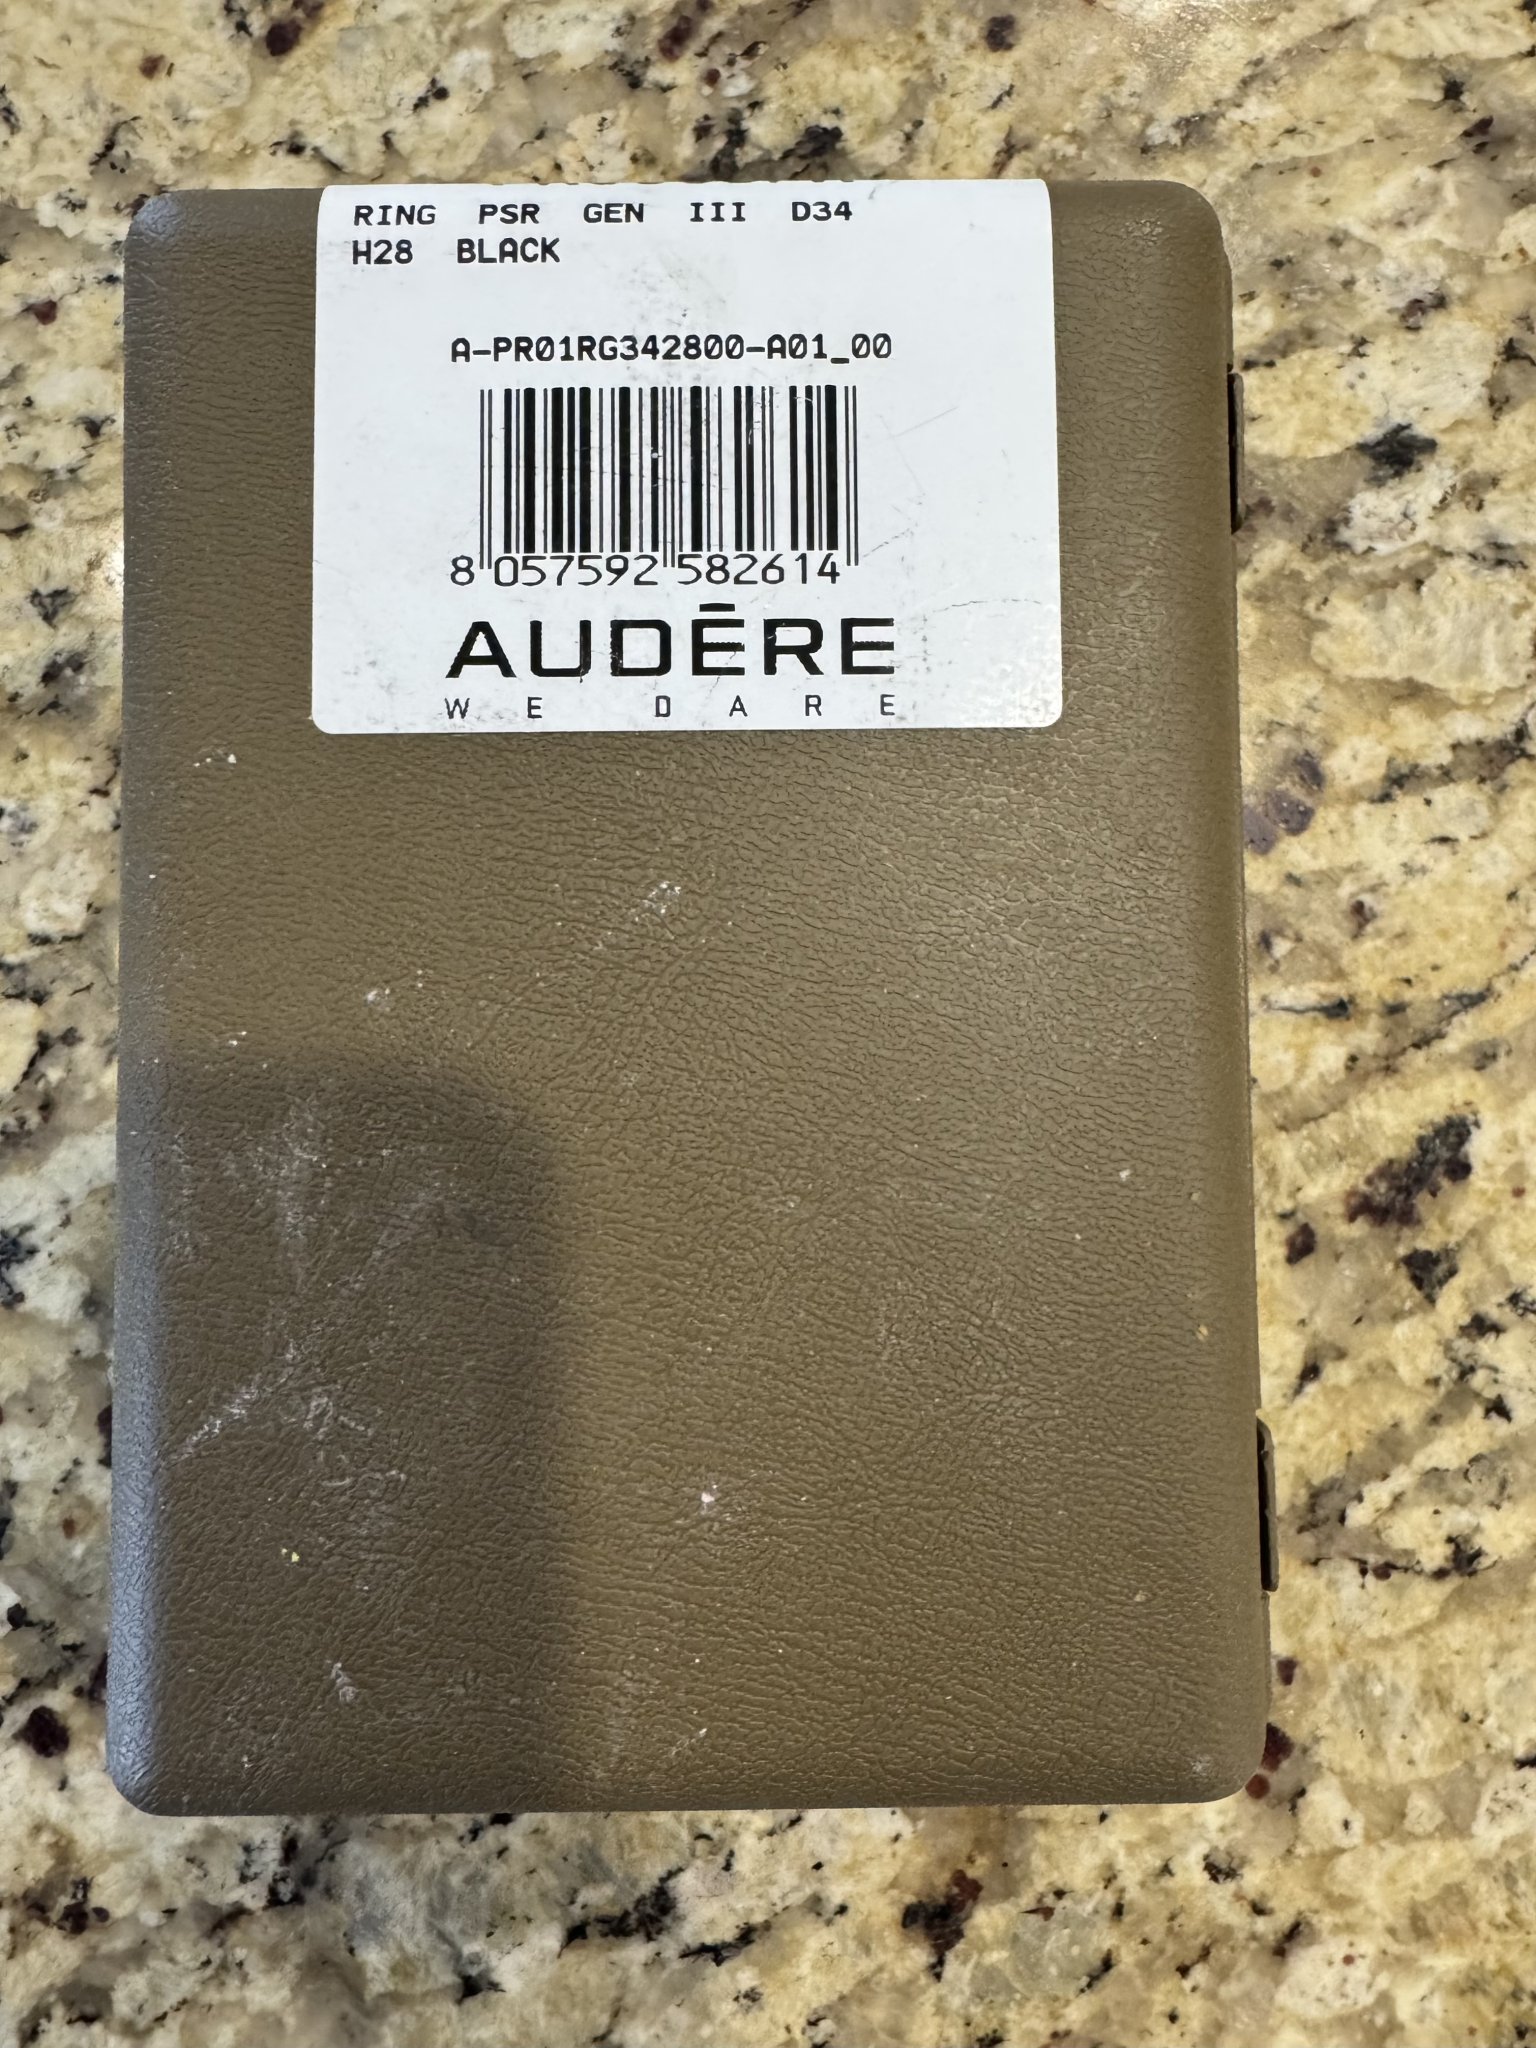 RING PSR GEN III D34
H28 BLACK
A-PR01RG342800-A01_00
8 057592 582614
AUDĒRE
WE DARE